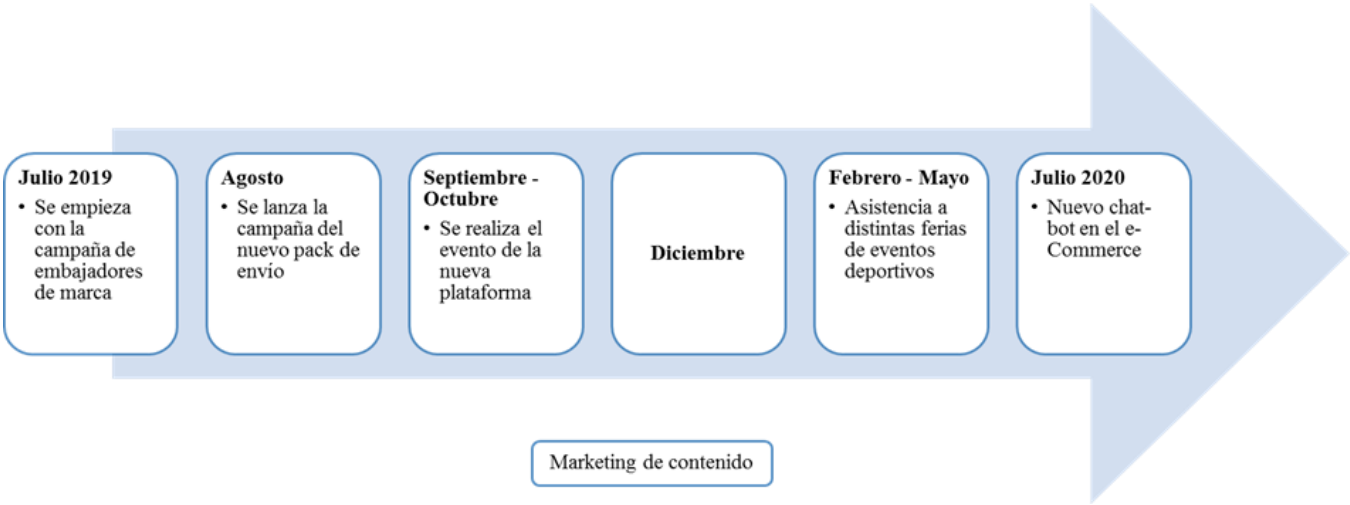 Julio 2019
• Se empieza
con la
campaña de
embajadores
de marca
Agosto
• Se lanza la
campaña del
nuevo pack de
envío
Septiembre -
Octubre
• Se realiza el
evento de la
nueva
plataforma
Diciembre
Febrero - Mayo
• Asistencia a
distintas ferias
de eventos
deportivos
Julio 2020
• Nuevo chat-
bot en el e-
Commerce
Marketing de contenido